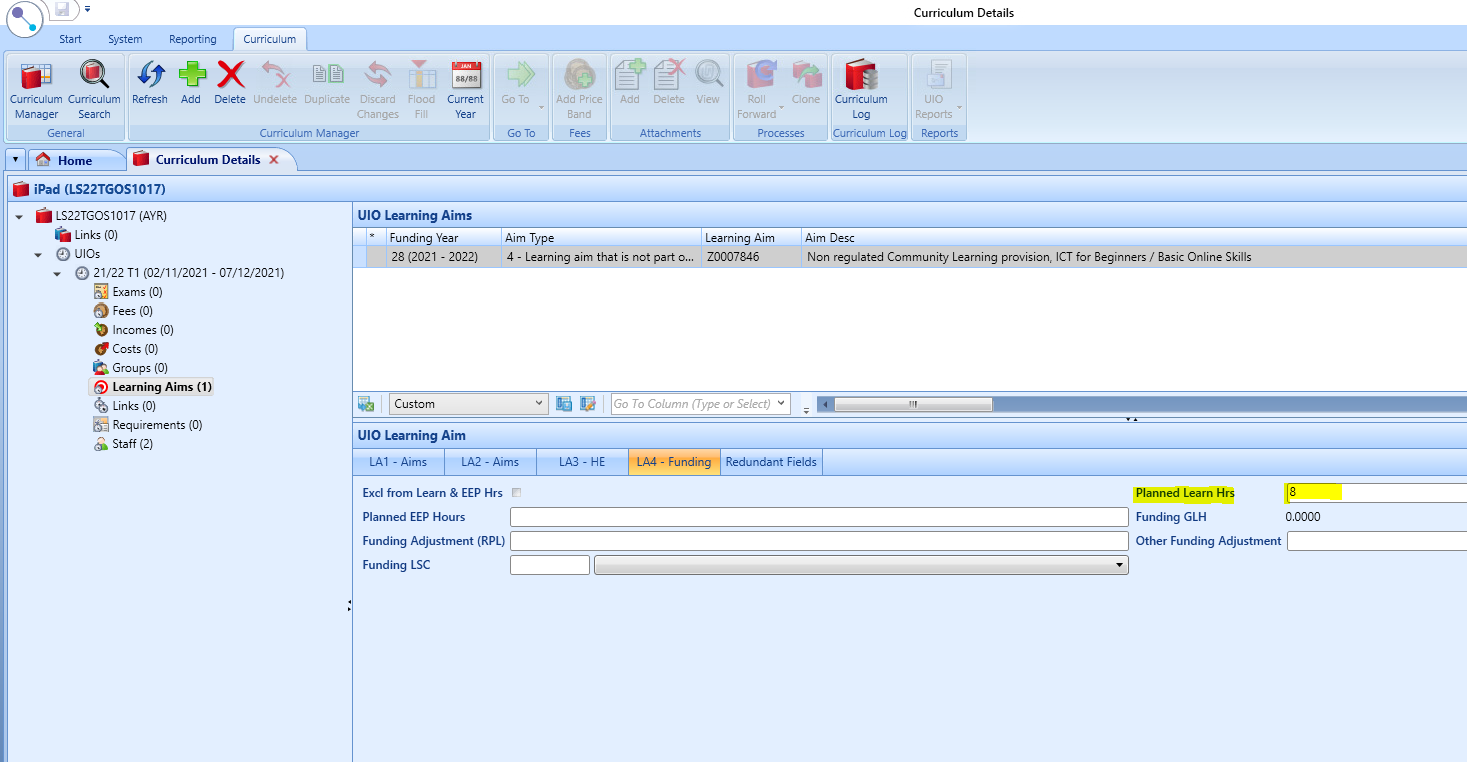 Curriculum Details
Start System Reporting Curriculum
Curriculum Manager
Curriculum Search
Refresh
Add
Delete
Undelete
Duplicate
Discard Changes
Flood Fill
JAN
88/88
Current Year
Go To
Add Price Band
Add
Delete
View
Roll Forward
Clone
Curriculum Log
UIO Reports
General
Curriculum Manager
Go To
Fees
Attachments
Processes
Curriculum Log
Reports
Home
Curriculum Details
iPad (LS22TGOS1017)
LS22TGOS1017 (AYR)
Links (0)
UIOs
21/22 T1 (02/11/2021 - 07/12/2021)
Exams (0)
Fees (0)
Incomes (0)
Costs (0)
Groups (0)
Learning Aims (1)
Links (0)
Requirements (0)
Staff (2)
UIO Learning Aims
* Funding Year Aim Type Learning Aim Aim Desc
28 (2021 - 2022) 4 - Learning aim that is not part o... Z0007846 Non regulated Community Learning provision, ICT for Beginners / Basic Online Skills
Custom Go To Column (Type or Select)
UIO Learning Aim
LA1 - Aims LA2 - Aims LA3 - HE LA4 - Funding Redundant Fields
Excl from Learn & EEP Hrs Planned Learn Hrs 8
Planned EEP Hours Funding GLH 0.0000
Funding Adjustment (RPL) Other Funding Adjustment
Funding LSC